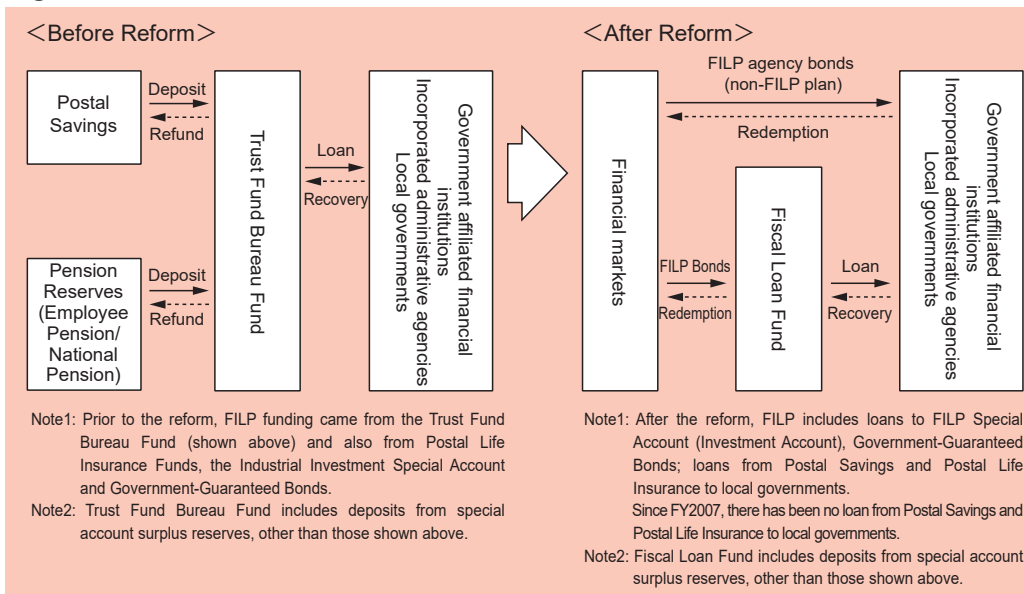 ＜Before Reform＞
Postal
Savings
Deposit
Refund
Pension
Reserves
(Employee
Pension/
National
Pension)
Deposit
Refund
Trust Fund Bureau Fund
Loan
Recovery
Government affiliated financial
institutions
Incorporated administrative agencies
Local governments
Note1: Prior to the reform, FILP funding came from the Trust Fund
Bureau Fund (shown above) and also from Postal Life
Insurance Funds, the Industrial Investment Special Account
and Government-Guaranteed Bonds.
Note2: Trust Fund Bureau Fund includes deposits from special
account surplus reserves, other than those shown above.
＜After Reform＞
FILP agency bonds
(non-FILP plan)
Redemption
Financial markets
FILP Bonds
Redemption
Fiscal Loan Fund
Loan
Recovery
Government affiliated financial
institutions
Incorporated administrative agencies
Local governments
Note1: After the reform, FILP includes loans to FILP Special
Account (Investment Account), Government-Guaranteed
Bonds; loans from Postal Savings and Postal Life
Insurance to local governments.
Since FY2007, there has been no loan from Postal Savings and
Postal Life Insurance to local governments.
Note2: Fiscal Loan Fund includes deposits from special account
surplus reserves, other than those shown above.